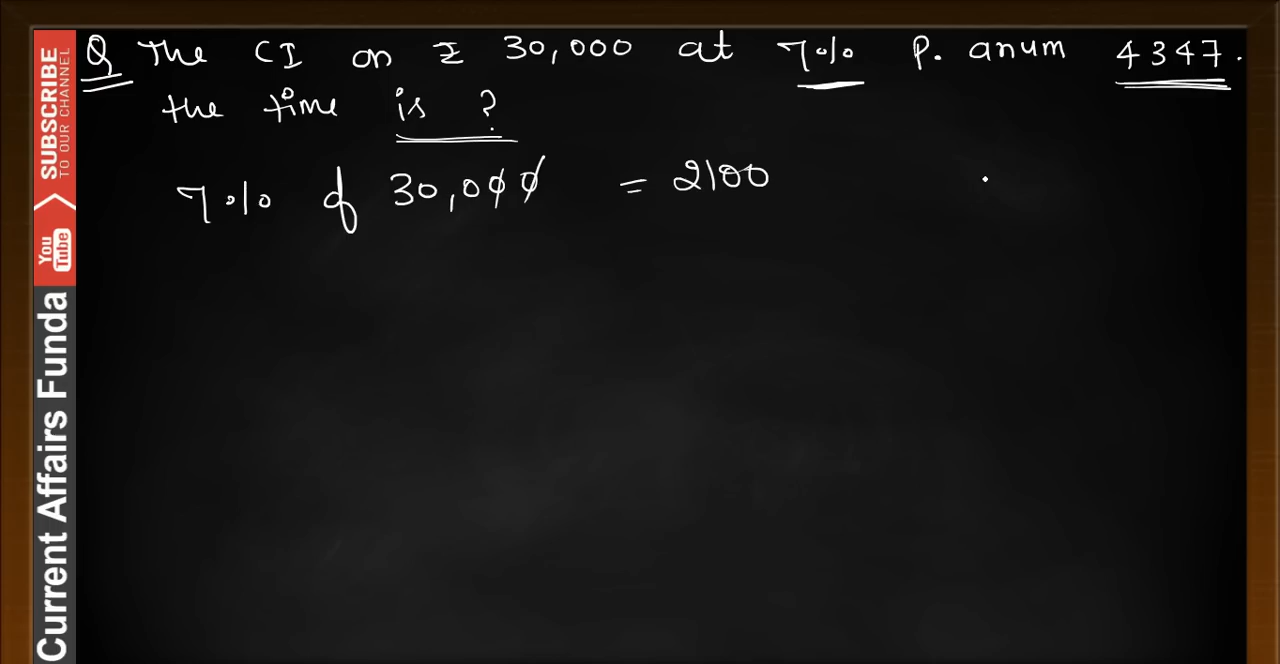 Q The CI on ₹ 30,000 at 7% P. anum 4347.
the time is ?
7% of 30,000 = 2100
SUBSCRIBE
TO OUR CHANNEL
You Tube
Current Affairs Funda